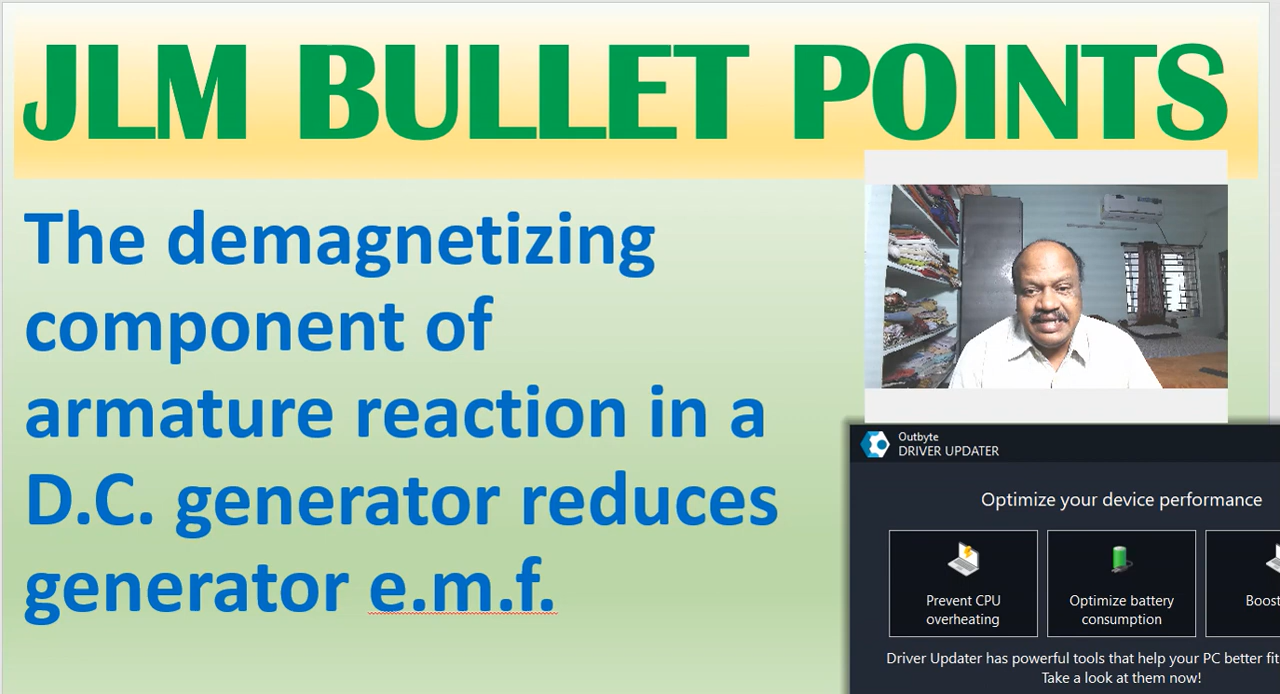 JLM BULLET POINTS
The demagnetizing
component of
armature reaction in a
D.C. generator reduces
generator e.m.f.
Outbyte
DRIVER UPDATER
Optimize your device performance
Prevent CPU
overheating
Optimize battery
consumption
Boost
Driver Updater has powerful tools that help your PC better fit
Take a look at them now!